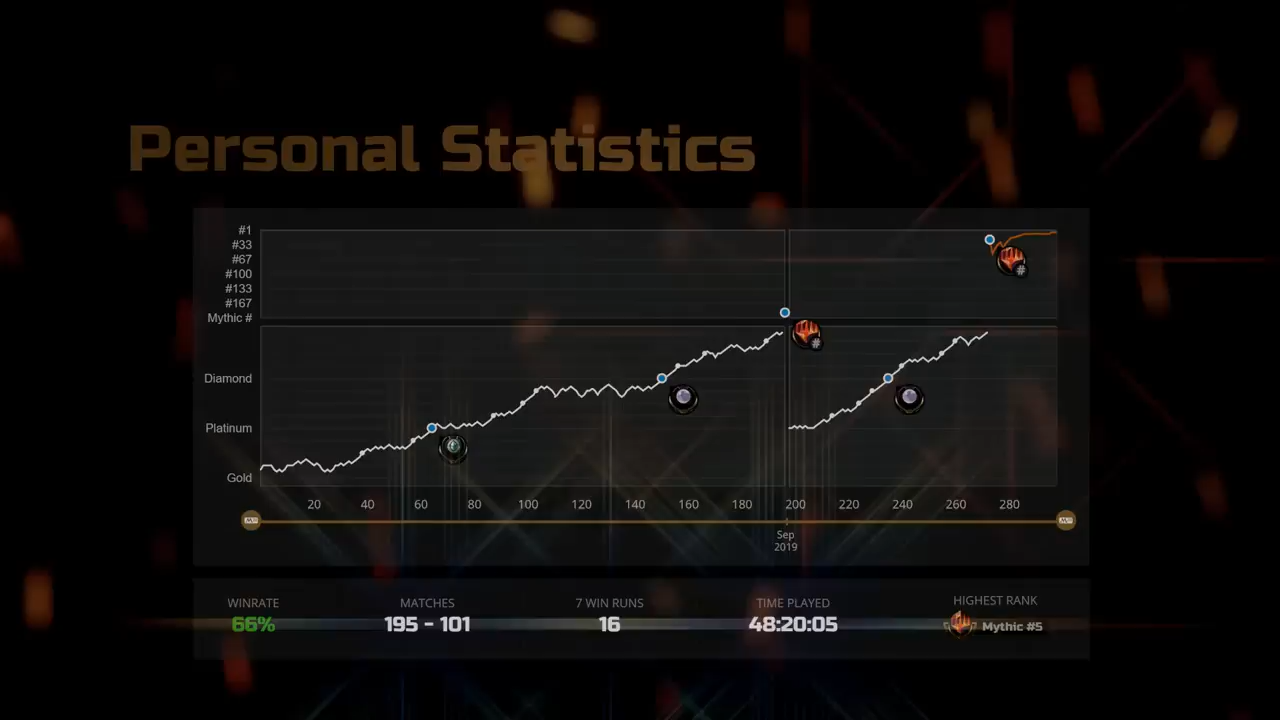 Personal Statistics
#1
#33
#67
#100
#133
#167
Mythic #
Diamond
Platinum
Gold
20 40 60 80 100 120 140 160 180 200 220 240 260 280
Sep
2019
WINRATE MATCHES 7 WIN RUNS TIME PLAYED HIGHEST RANK
66% 195 - 101 16 48:20:05 Mythic #5